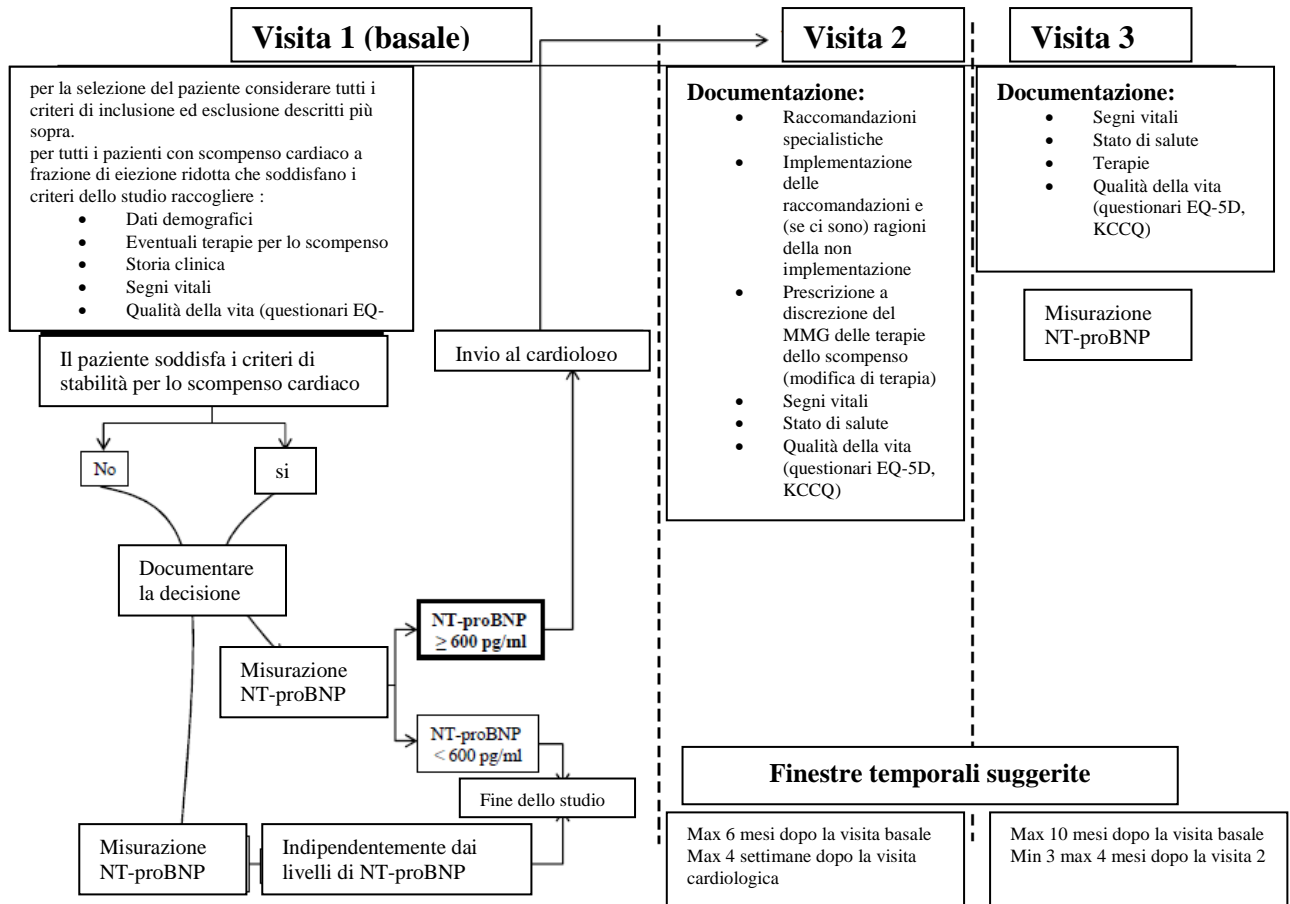 Visita 1 (basale)
per la selezione del paziente considerare tutti i
criteri di inclusione ed esclusione descritti più
sopra.
per tutti i pazienti con scompenso cardiaco a
frazione di eiezione ridotta che soddisfano i
criteri dello studio raccogliere :
• Dati demografici
• Eventuali terapie per lo scompenso
• Storia clinica
• Segni vitali
• Qualità della vita (questionari EQ-
Il paziente soddisfa i criteri di
stabilità per lo scompenso cardiaco
No
si
Documentare
la decisione
Misurazione
NT-proBNP
NT-proBNP
≥ 600 pg/ml
NT-proBNP
< 600 pg/ml
Invio al cardiologo
Fine dello studio
Misurazione
NT-proBNP
Indipendentemente dai
livelli di NT-proBNP
Visita 2
Documentazione:
• Raccomandazioni
specialistiche
• Implementazione
delle
raccomandazioni e
(se ci sono) ragioni
della non
implementazione
• Prescrizione a
discrezione del
MMG delle terapie
dello scompenso
(modifica di terapia)
• Segni vitali
• Stato di salute
• Qualità della vita
(questionari EQ-5D,
KCCQ)
Visita 3
Documentazione:
• Segni vitali
• Stato di salute
• Terapie
• Qualità della vita
(questionari EQ-5D,
KCCQ)
Misurazione
NT-proBNP
Finestre temporali suggerite
Max 6 mesi dopo la visita basale
Max 4 settimane dopo la visita
cardiologica
Max 10 mesi dopo la visita basale
Min 3 max 4 mesi dopo la visita 2